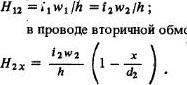 H₁₂ = i₁w₁/h = i₂w₂/h ;
в проводе вторичной обмо
H₂ₓ = i₂w₂/h (1 − x/d₂) .